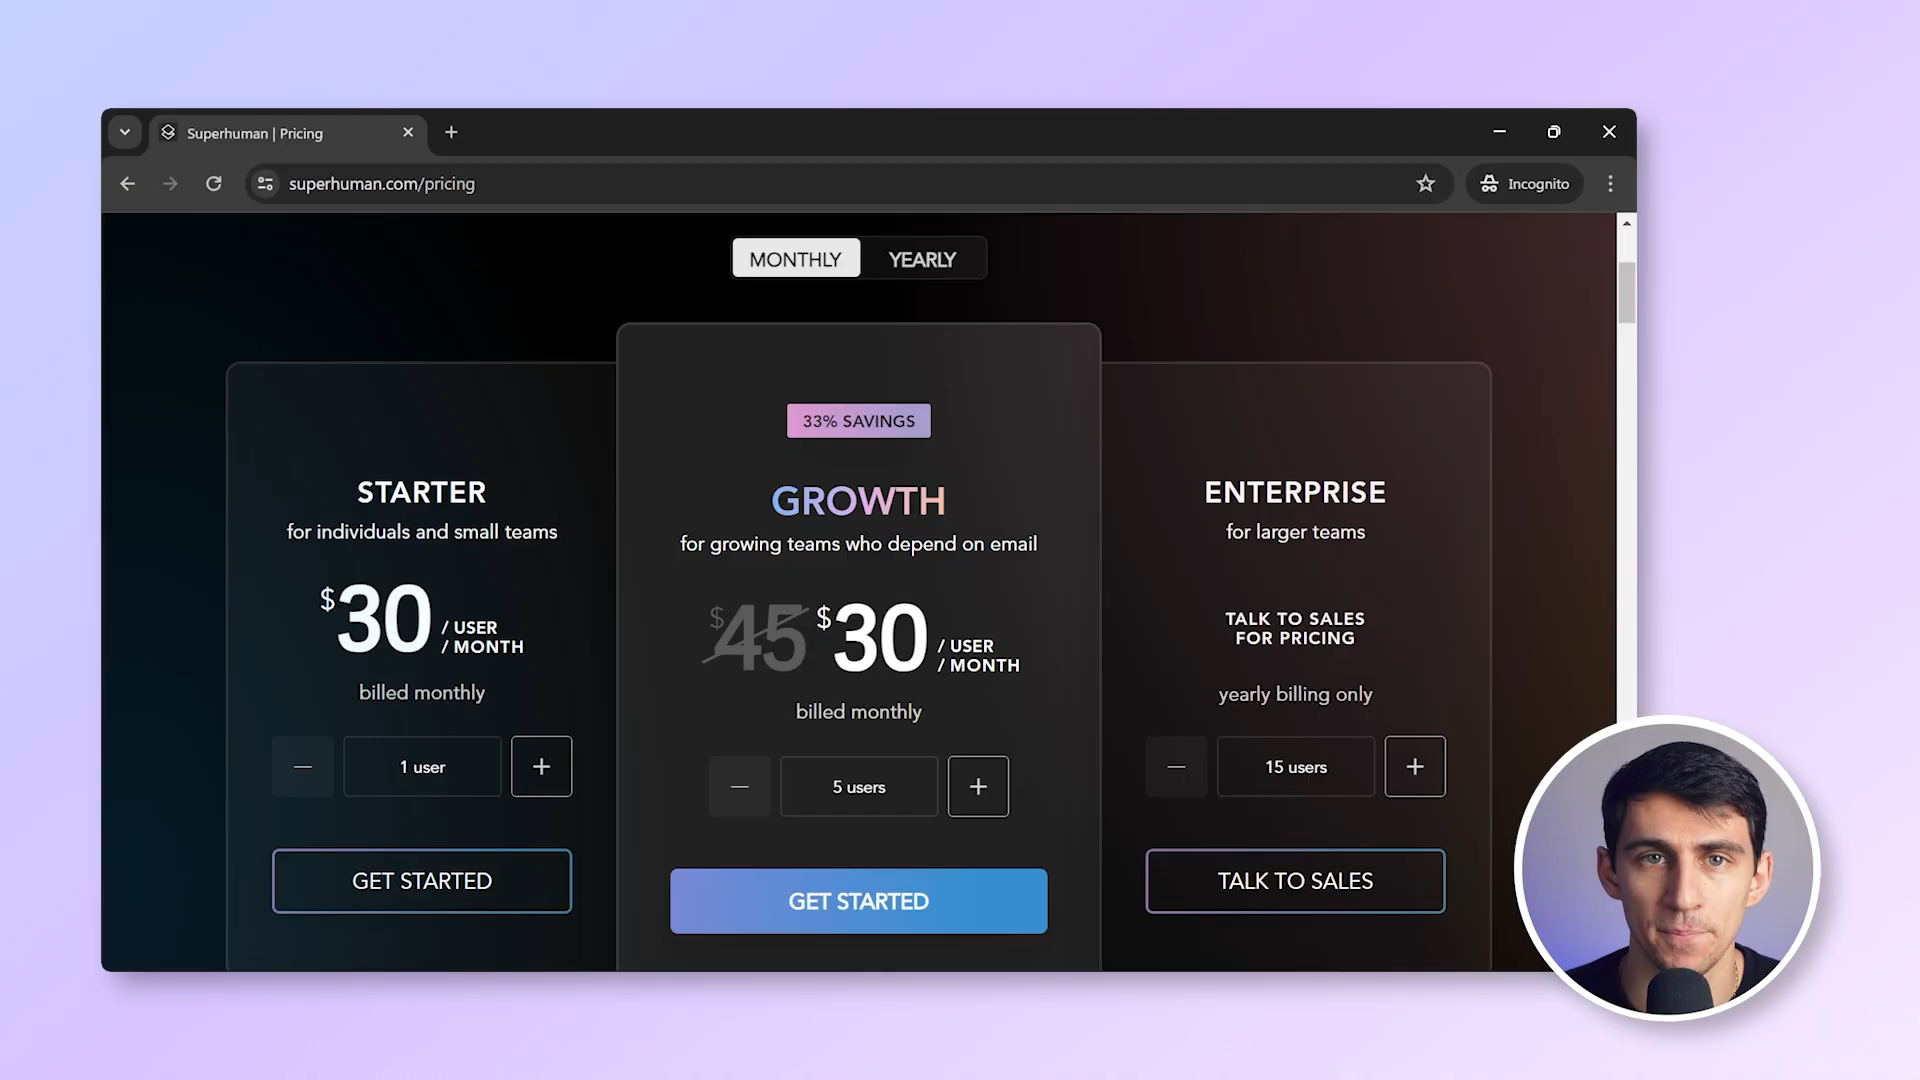 Superhuman | Pricing
superhuman.com/pricing
Incognito
MONTHLY
YEARLY
STARTER
for individuals and small teams
$30 / USER
/ MONTH
billed monthly
1 user
GET STARTED
33% SAVINGS
GROWTH
for growing teams who depend on email
$45 $30 / USER
/ MONTH
billed monthly
5 users
GET STARTED
ENTERPRISE
for larger teams
TALK TO SALES
FOR PRICING
yearly billing only
15 users
TALK TO SALES